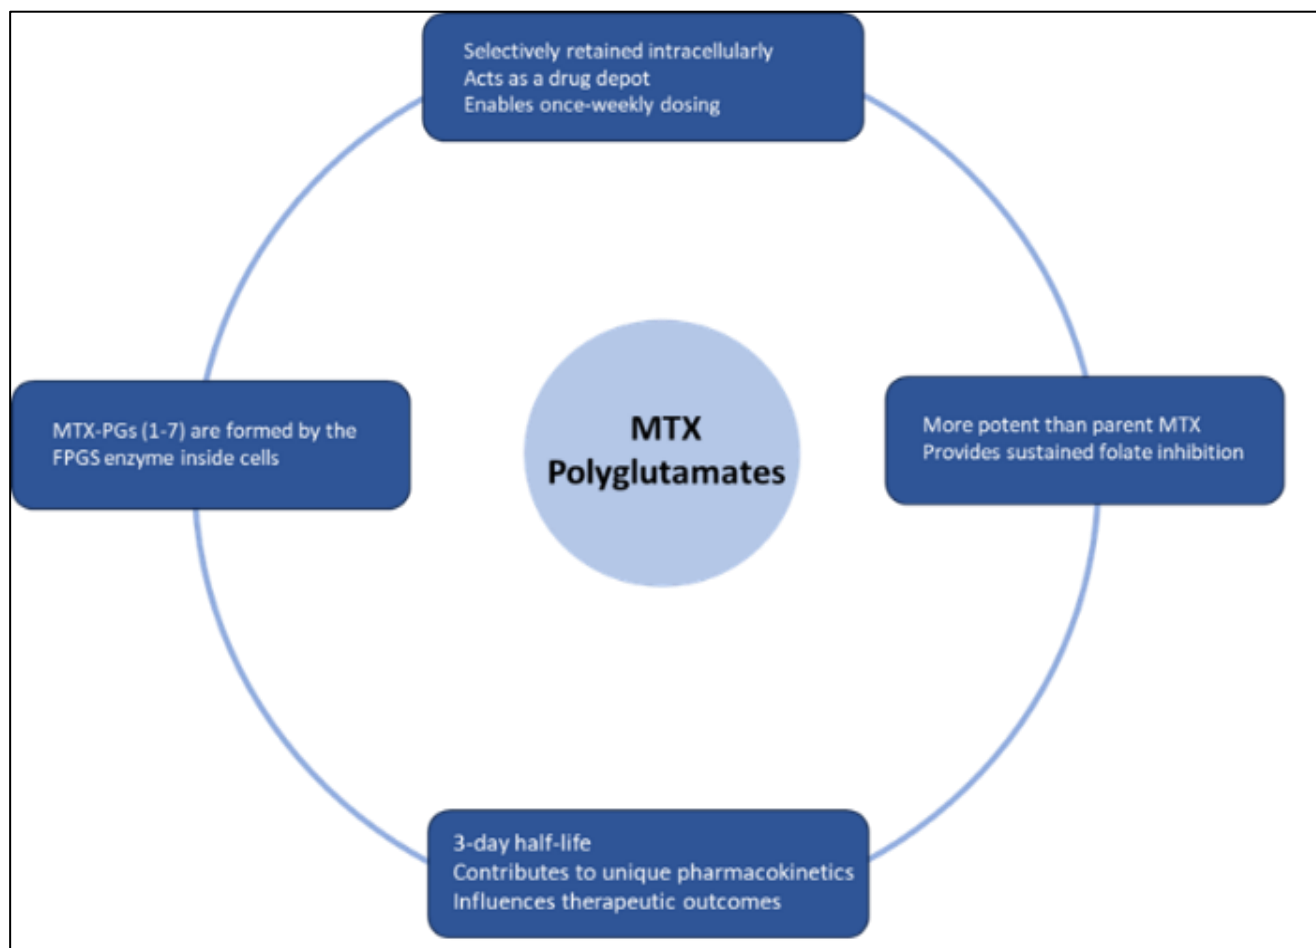 Selectively retained intracellularly
Acts as a drug depot
Enables once-weekly dosing
MTX-PGs (1-7) are formed by the
FPGS enzyme inside cells
MTX
Polyglutamates
More potent than parent MTX
Provides sustained folate inhibition
3-day half-life
Contributes to unique pharmacokinetics
Influences therapeutic outcomes